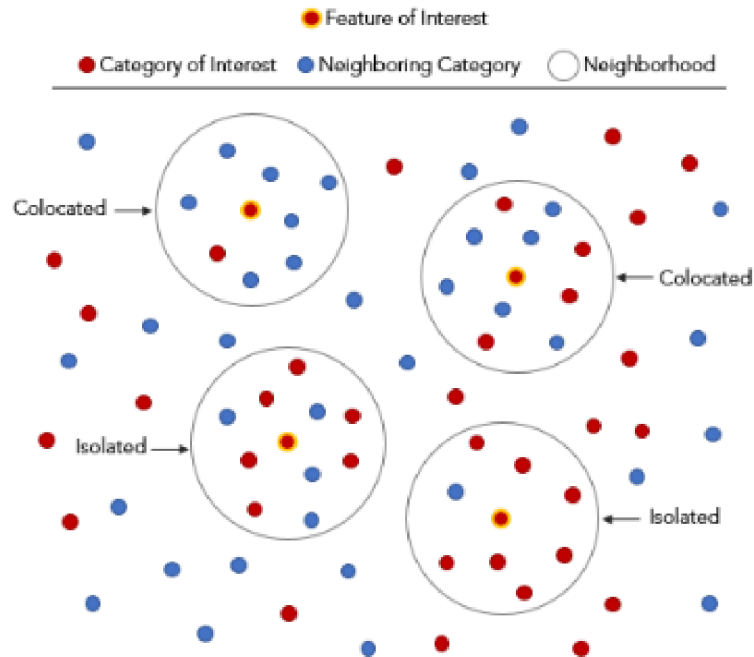 Feature of Interest
Category of Interest Neighboring Category Neighborhood
Colocated
Colocated
Isolated
Isolated